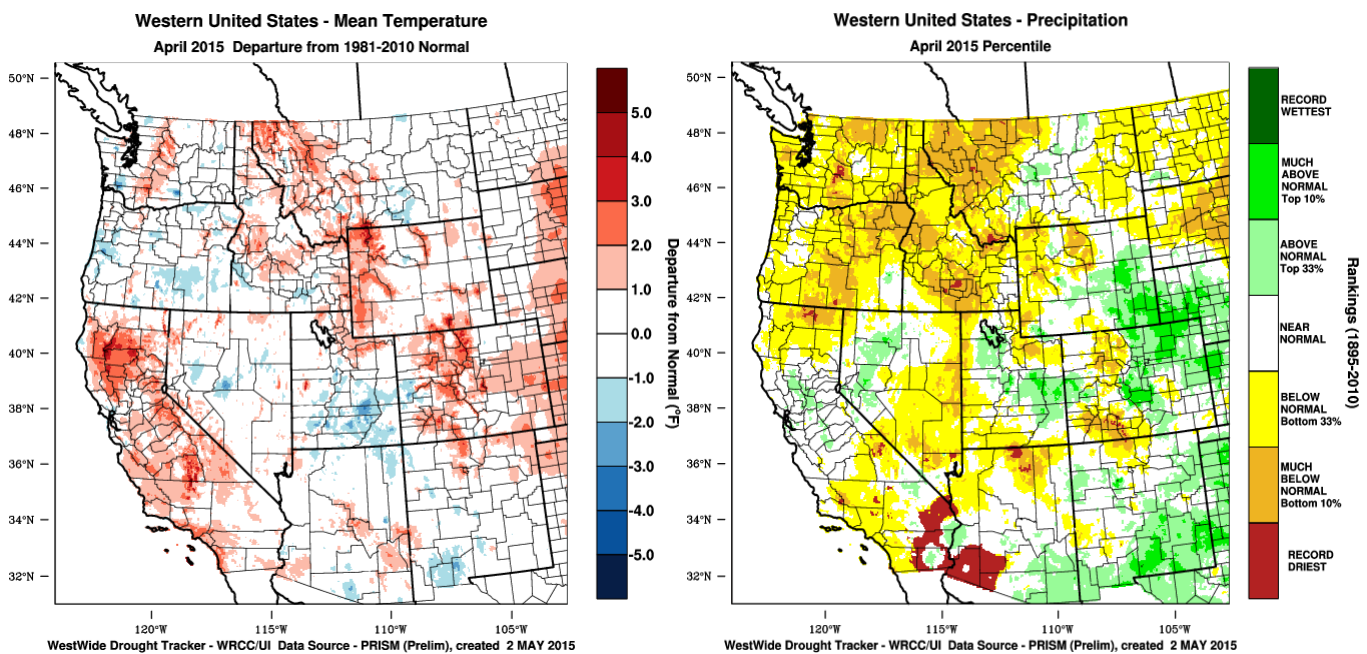 Western United States - Mean Temperature
April 2015 Departure from 1981-2010 Normal
50°N
48°N
46°N
44°N
42°N
40°N
38°N
36°N
34°N
32°N
120°W
115°W
110°W
105°W
5.0
4.0
3.0
2.0
1.0
0.0
-1.0
-2.0
-3.0
-4.0
-5.0
Departure from Normal (°F)
WestWide Drought Tracker - WRCC/UI Data Source - PRISM (Prelim), created 2 MAY 2015
Western United States - Precipitation
April 2015 Percentile
50°N
48°N
46°N
44°N
42°N
40°N
38°N
36°N
34°N
32°N
120°W
115°W
110°W
105°W
RECORD
WETTEST
MUCH
ABOVE
NORMAL
Top 10%
ABOVE
NORMAL
Top 33%
NEAR
NORMAL
BELOW
NORMAL
Bottom 33%
MUCH
BELOW
NORMAL
Bottom 10%
RECORD
DRIEST
Rankings (1895-2010)
WestWide Drought Tracker - WRCC/UI Data Source - PRISM (Prelim), created 2 MAY 2015